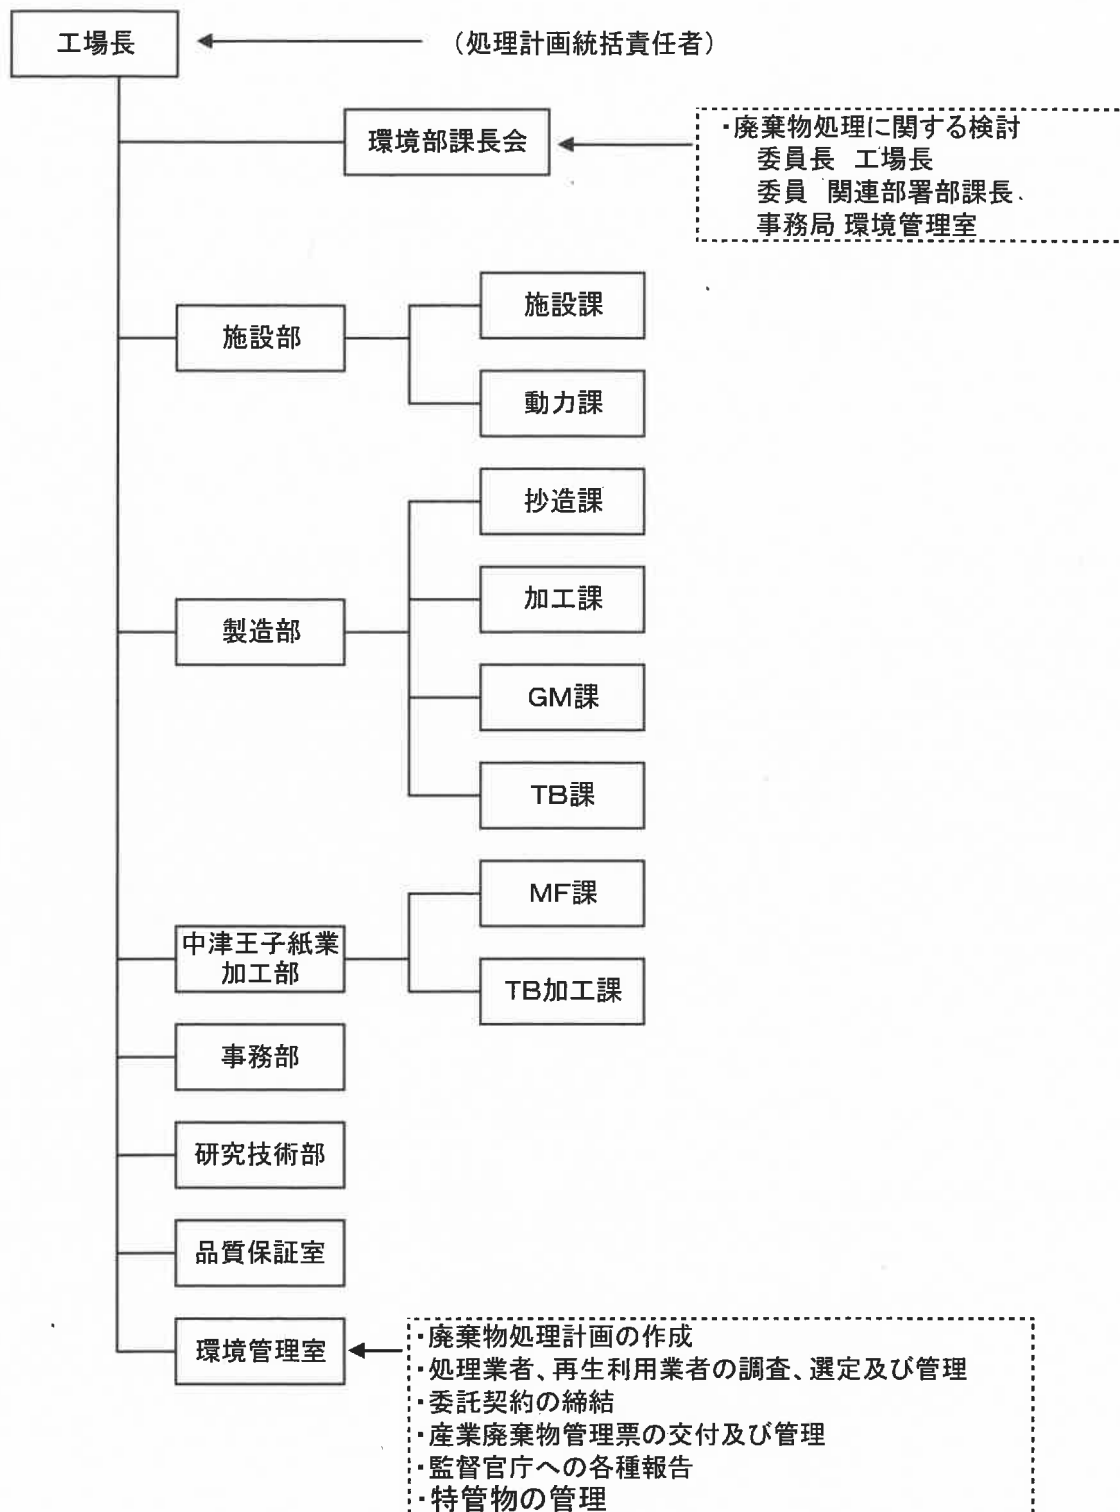 工場長
（処理計画統括責任者）
環境部課長会
・廃棄物処理に関する検討
委員長 工場長
委員 関連部署部課長、
事務局 環境管理室
施設部
施設課
動力課
製造部
抄造課
加工課
GM課
TB課
中津王子紙業
加工部
MF課
TB加工課
事務部
研究技術部
品質保証室
環境管理室
・廃棄物処理計画の作成
・処理業者、再生利用業者の調査、選定及び管理
・委託契約の締結
・産業廃棄物管理票の交付及び管理
・監督官庁への各種報告
・特管物の管理